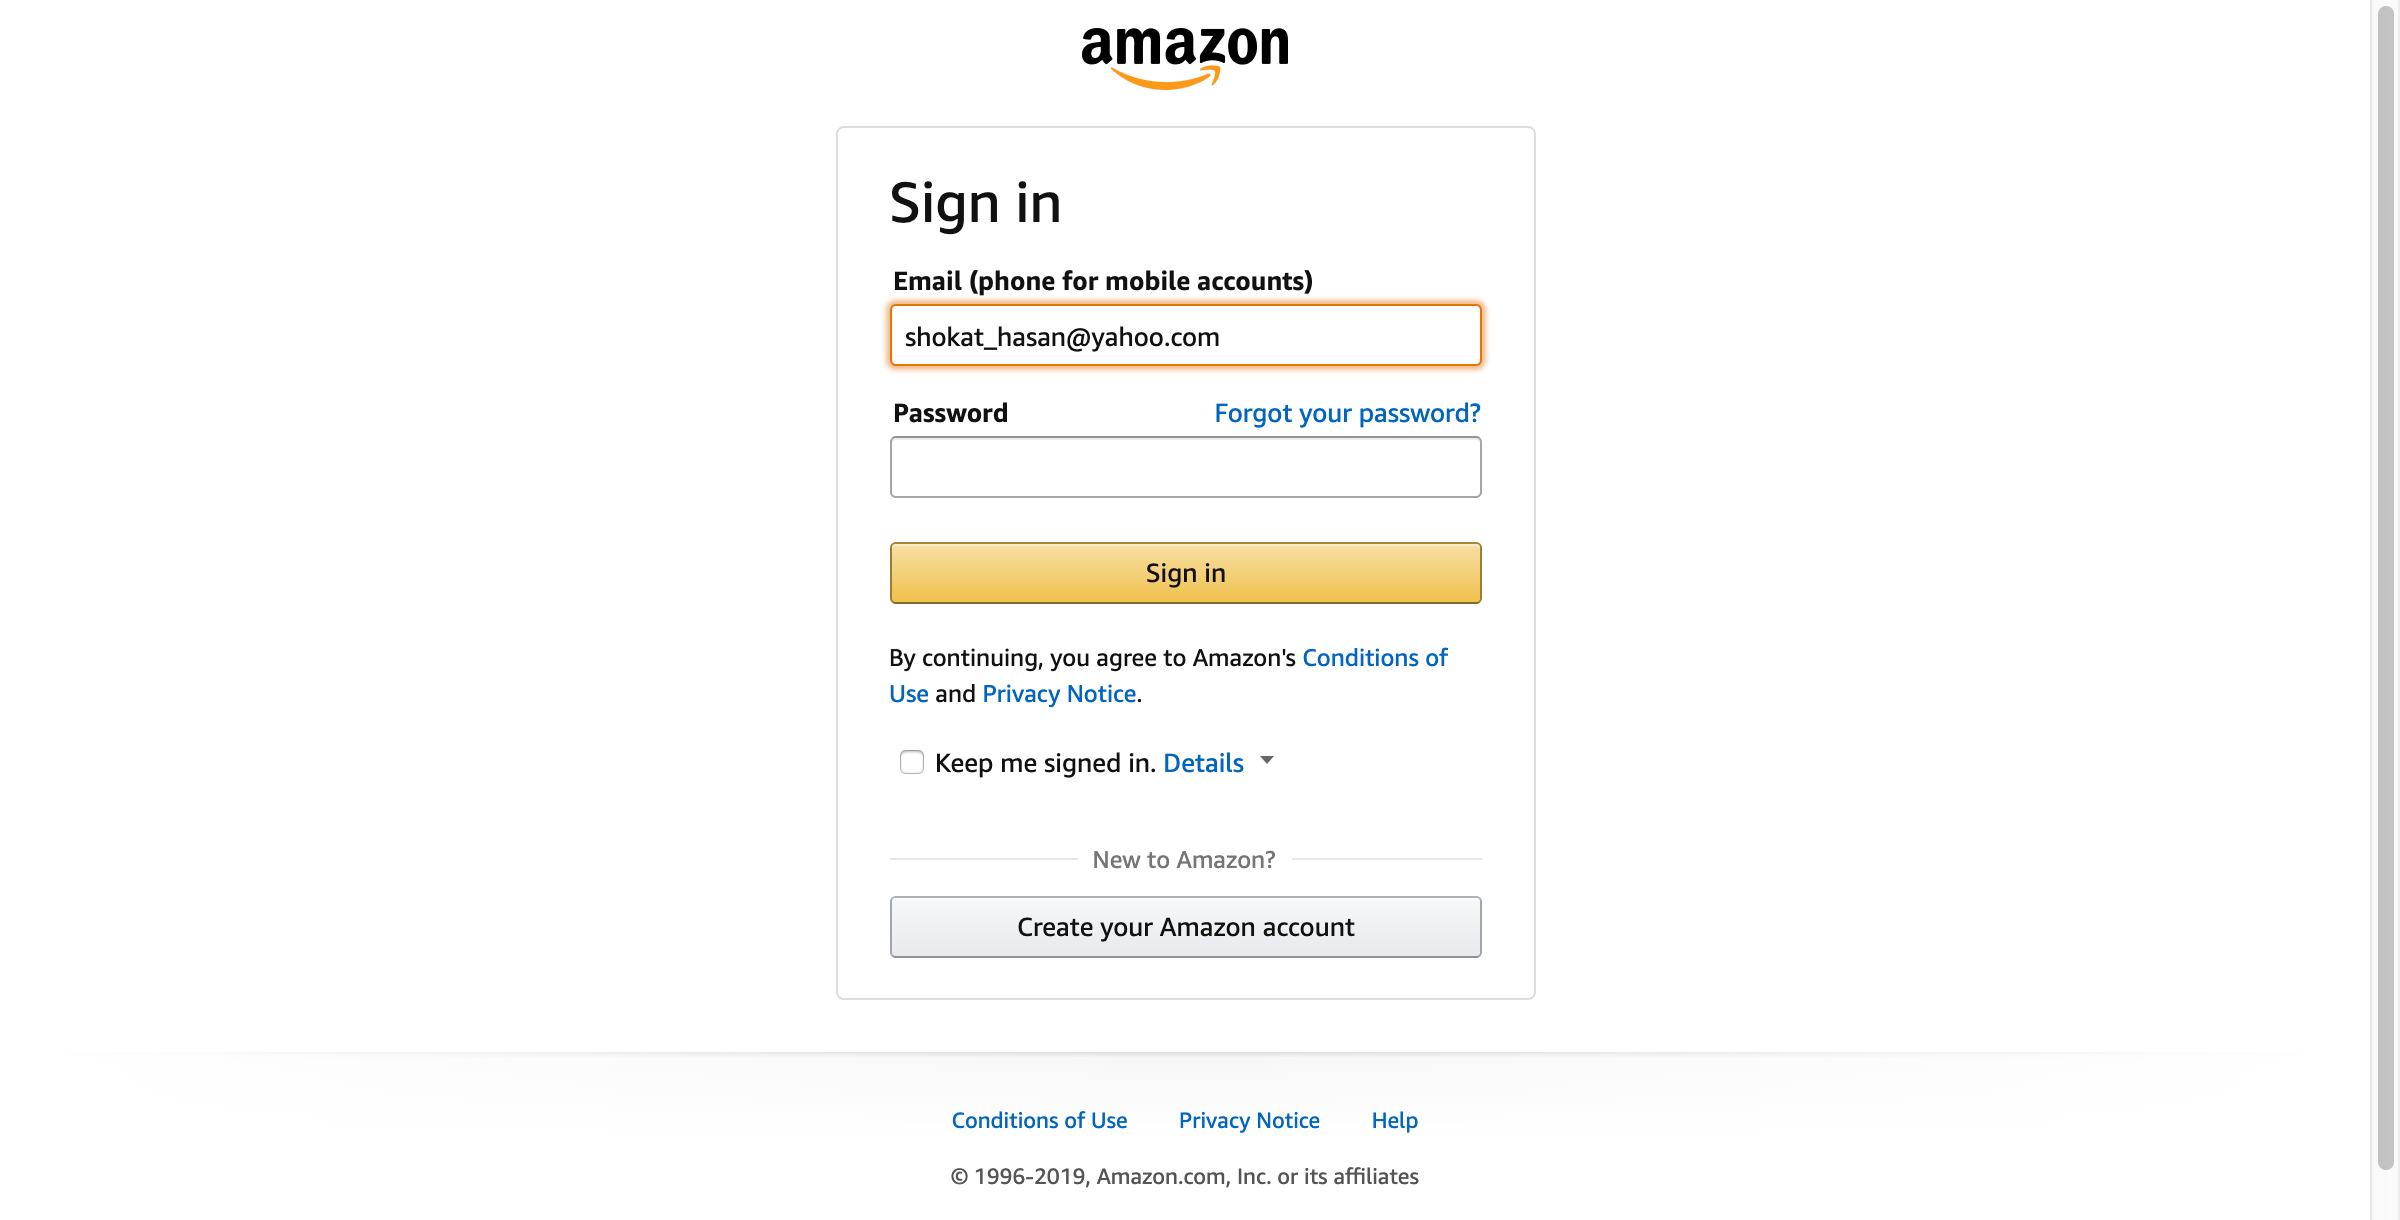 amazon
Sign in
Email (phone for mobile accounts)
shokat_hasan@yahoo.com
Password Forgot your password?
Sign in
By continuing, you agree to Amazon's Conditions of
Use and Privacy Notice.
Keep me signed in. Details
New to Amazon?
Create your Amazon account
Conditions of Use Privacy Notice Help
© 1996-2019, Amazon.com, Inc. or its affiliates